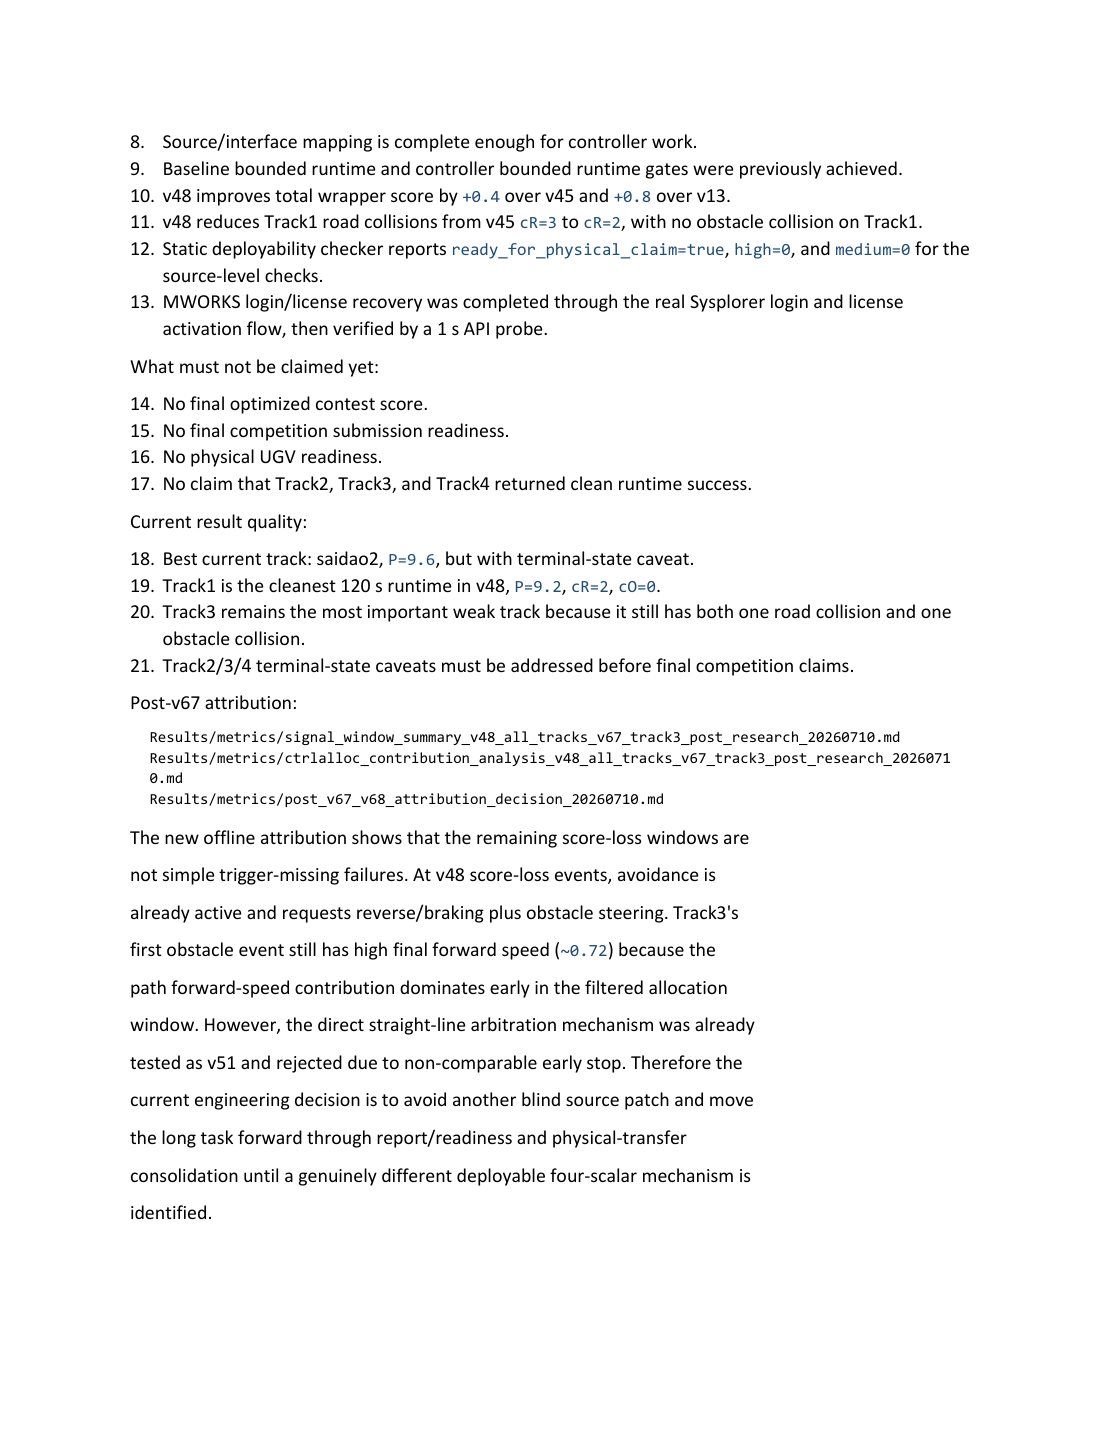 8. Source/interface mapping is complete enough for controller work.
9. Baseline bounded runtime and controller bounded runtime gates were previously achieved.
10. v48 improves total wrapper score by +0.4 over v45 and +0.8 over v13.
11. v48 reduces Track1 road collisions from v45 cR=3 to cR=2, with no obstacle collision on Track1.
12. Static deployability checker reports ready_for_physical_claim=true, high=0, and medium=0 for the
source-level checks.
13. MWORKS login/license recovery was completed through the real Sysplorer login and license
activation flow, then verified by a 1 s API probe.
What must not be claimed yet:
14. No final optimized contest score.
15. No final competition submission readiness.
16. No physical UGV readiness.
17. No claim that Track2, Track3, and Track4 returned clean runtime success.
Current result quality:
18. Best current track: saidao2, P=9.6, but with terminal-state caveat.
19. Track1 is the cleanest 120 s runtime in v48, P=9.2, cR=2, cO=0.
20. Track3 remains the most important weak track because it still has both one road collision and one
obstacle collision.
21. Track2/3/4 terminal-state caveats must be addressed before final competition claims.
Post-v67 attribution:
Results/metrics/signal_window_summary_v48_all_tracks_v67_track3_post_research_20260710.md
Results/metrics/ctrlalloc_contribution_analysis_v48_all_tracks_v67_track3_post_research_2026071
0.md
Results/metrics/post_v67_v68_attribution_decision_20260710.md
The new offline attribution shows that the remaining score-loss windows are
not simple trigger-missing failures. At v48 score-loss events, avoidance is
already active and requests reverse/braking plus obstacle steering. Track3's
first obstacle event still has high final forward speed (~0.72) because the
path forward-speed contribution dominates early in the filtered allocation
window. However, the direct straight-line arbitration mechanism was already
tested as v51 and rejected due to non-comparable early stop. Therefore the
current engineering decision is to avoid another blind source patch and move
the long task forward through report/readiness and physical-transfer
consolidation until a genuinely different deployable four-scalar mechanism is
identified.